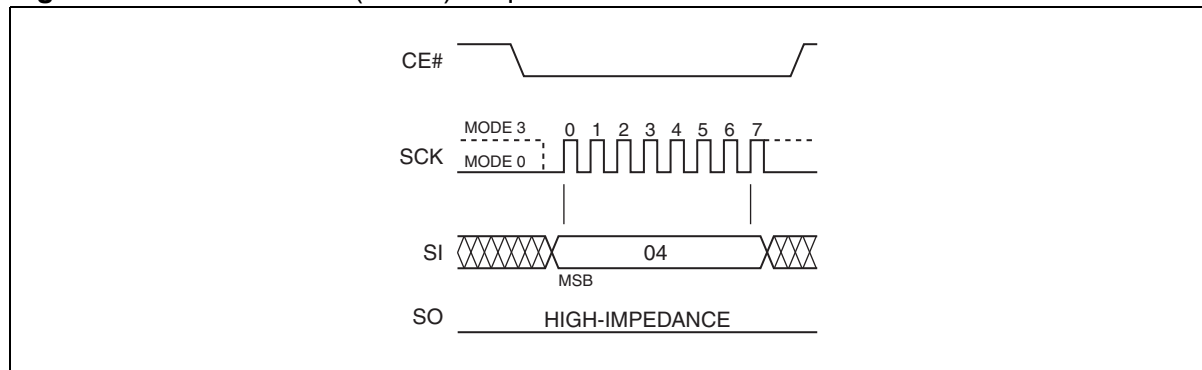 CE#
MODE 3
0 1 2 3 4 5 6 7
SCK
MODE 0
SI
04
MSB
SO
HIGH-IMPEDANCE